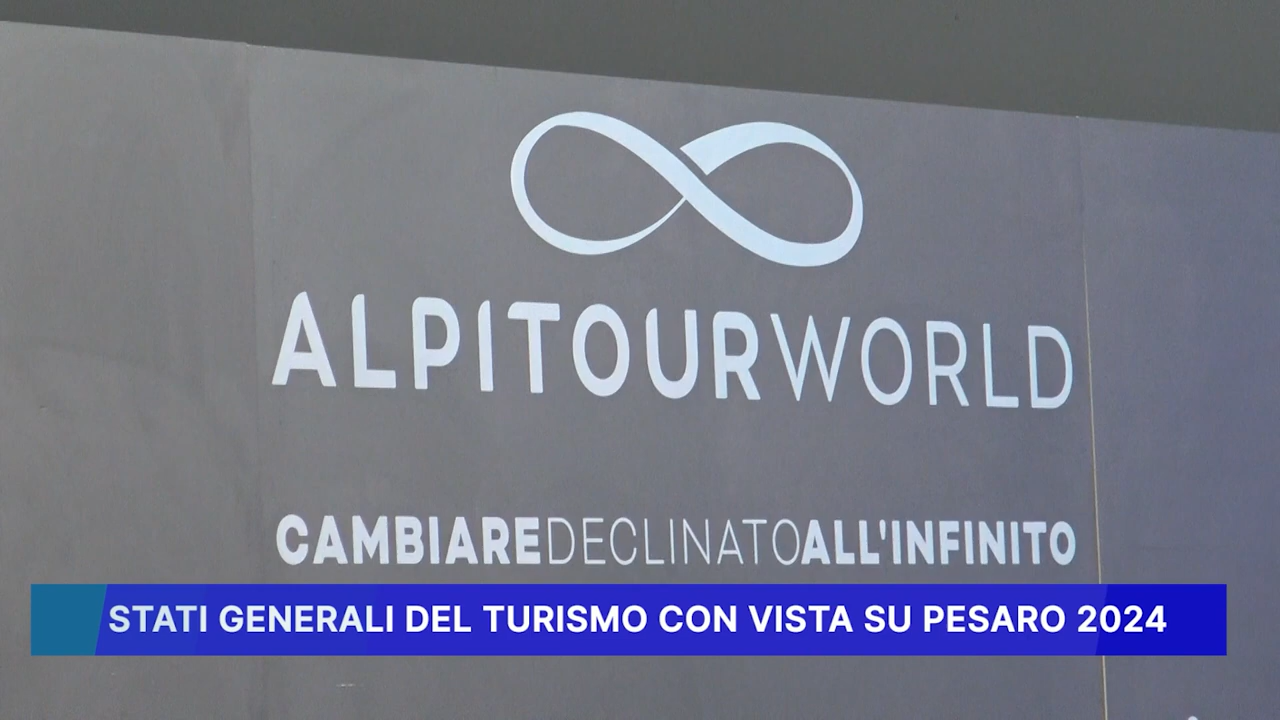 ALPITOURWORLD
CAMBIAREDECLINATOALL'INFINITO
STATI GENERALI DEL TURISMO CON VISTA SU PESARO 2024